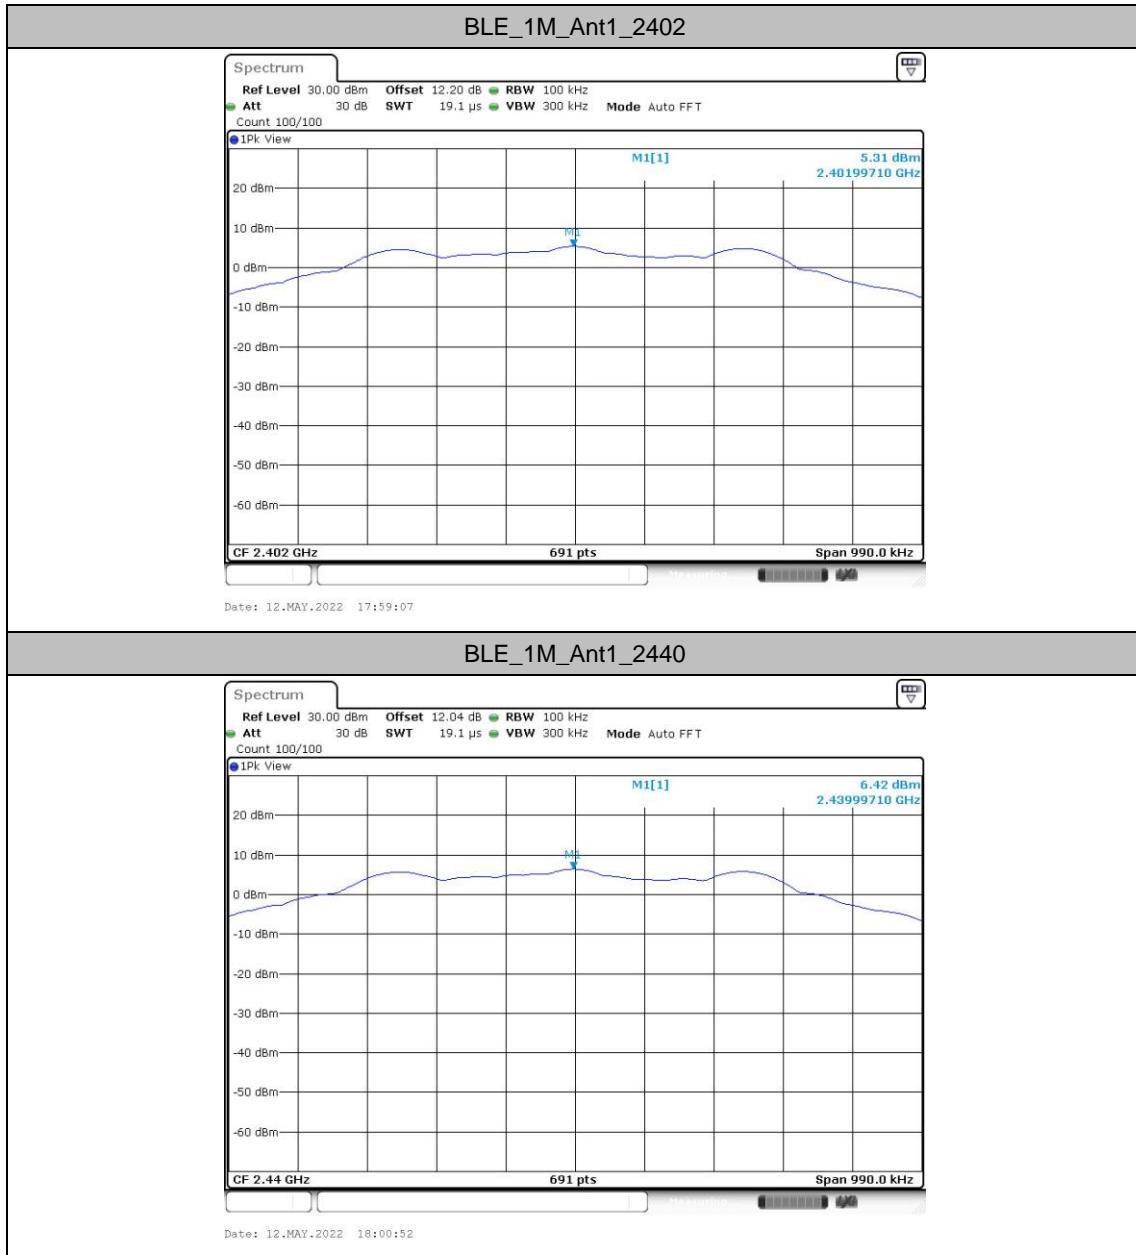 BLE_1M_Ant1_2402
Spectrum
Ref Level 30.00 dBm Offset 12.20 dB RBW 100 kHz
Att 30 dB SWT 19.1 µs VBW 300 kHz Mode Auto FFT
Count 100/100
1Pk View
M1[1] 5.31 dBm
2.40199710 GHz
20 dBm
10 dBm
M1
0 dBm
-10 dBm
-20 dBm
-30 dBm
-40 dBm
-50 dBm
-60 dBm
CF 2.402 GHz 691 pts Span 990.0 kHz
Measuring...
Date: 12.MAY.2022 17:59:07
BLE_1M_Ant1_2440
Spectrum
Ref Level 30.00 dBm Offset 12.04 dB RBW 100 kHz
Att 30 dB SWT 19.1 µs VBW 300 kHz Mode Auto FFT
Count 100/100
1Pk View
M1[1] 6.42 dBm
2.43999710 GHz
20 dBm
10 dBm
M1
0 dBm
-10 dBm
-20 dBm
-30 dBm
-40 dBm
-50 dBm
-60 dBm
CF 2.44 GHz 691 pts Span 990.0 kHz
Measuring...
Date: 12.MAY.2022 18:00:52